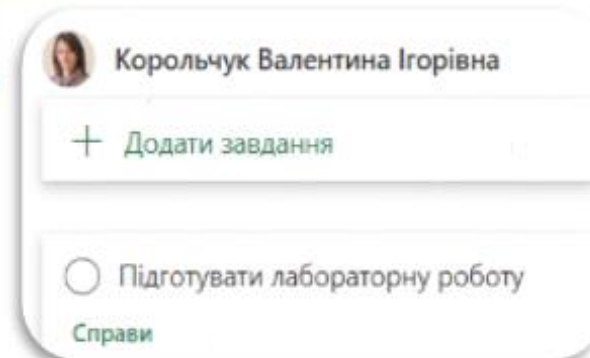 Корольчук Валентина Ігорівна
+ Додати завдання
Підготувати лабораторну роботу
Справи